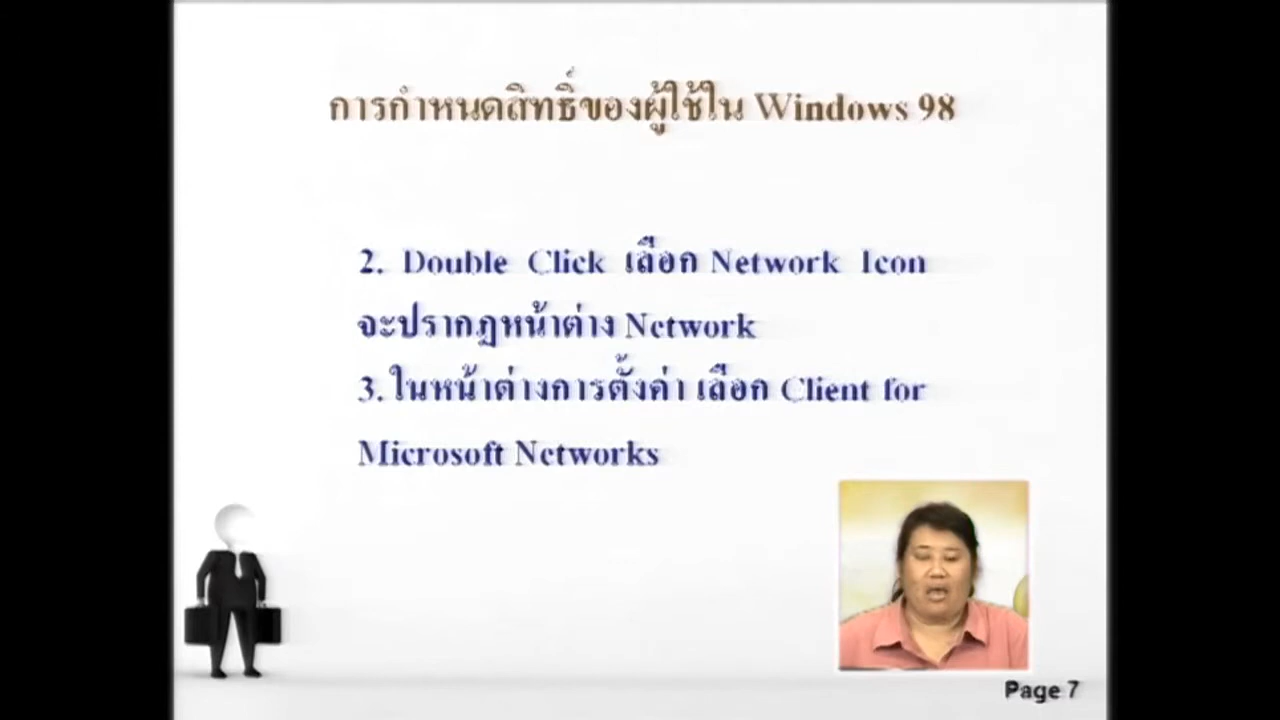 การกำหนดสิทธิ์ของผู้ใช้ใน Windows 98
2. Double Click เลือก Network Icon
จะปรากฏหน้าต่าง Network
3. ในหน้าต่างการตั้งค่า เลือก Client for
Microsoft Networks
Page 7